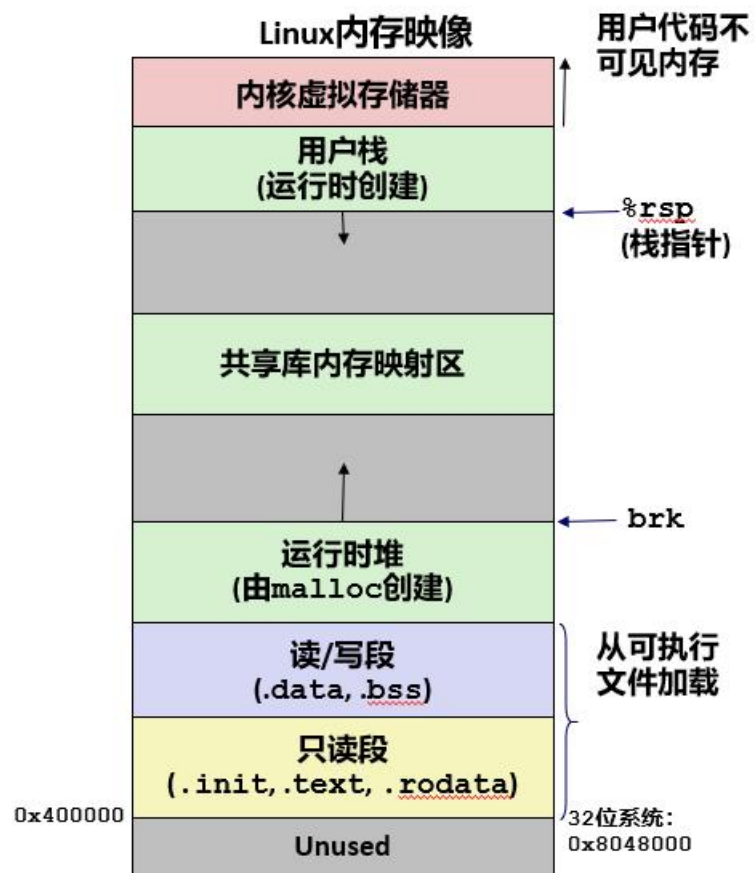 Linux内存映像
用户代码不
可见内存
内核虚拟存储器
用户栈
(运行时创建)
%rsp
(栈指针)
共享库内存映射区
brk
运行时堆
(由malloc创建)
读/写段
(.data, .bss)
从可执行
文件加载
只读段
(.init, .text, .rodata)
0x400000
32位系统:
0x8048000
Unused